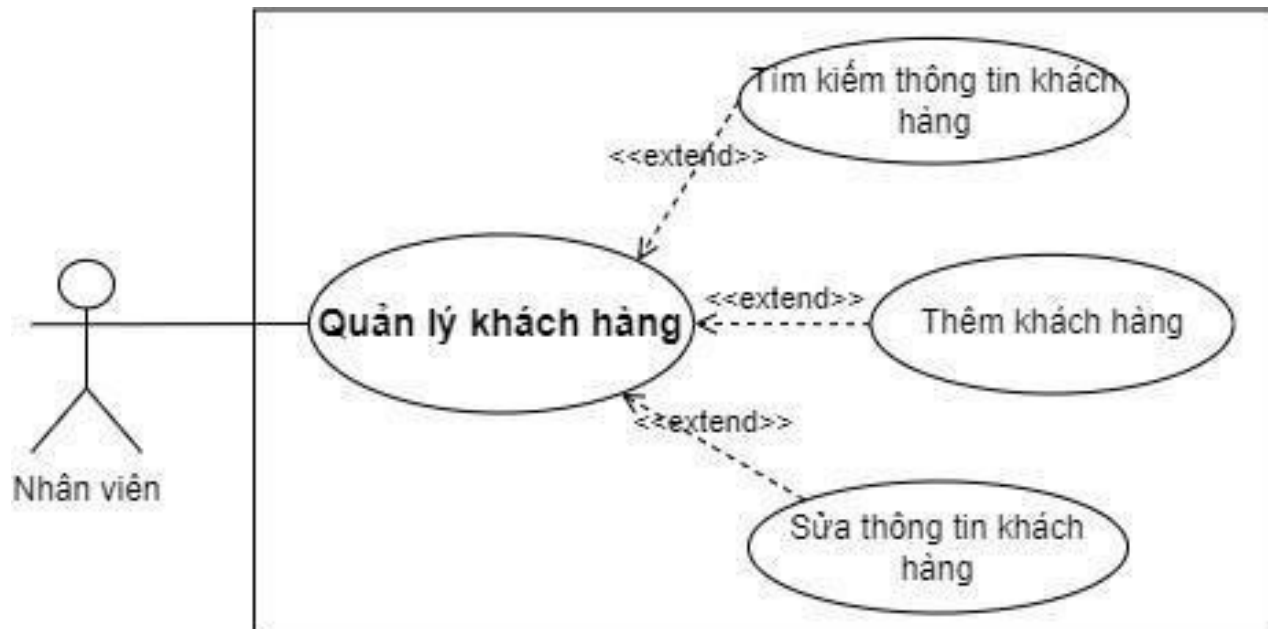 Tìm kiếm thông tin khách
hàng
<<extend>>
<<extend>>
Quản lý khách hàng
Thêm khách hàng
<<extend>>
Nhân viên
Sửa thông tin khách
hàng